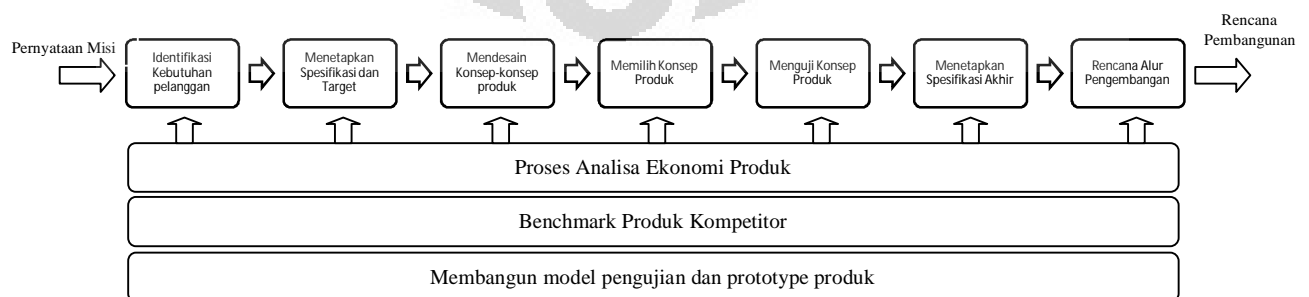 Pernyataan Misi
Identifikasi
Kebutuhan
pelanggan
Menetapkan
Spesifikasi dan
Target
Mendesain
Konsep-konsep
produk
Memilih Konsep
Produk
Menguji Konsep
Produk
Menetapkan
Spesifikasi Akhir
Rencana Alur
Pengembangan
Rencana
Pembangunan
Proses Analisa Ekonomi Produk
Benchmark Produk Kompetitor
Membangun model pengujian dan prototype produk